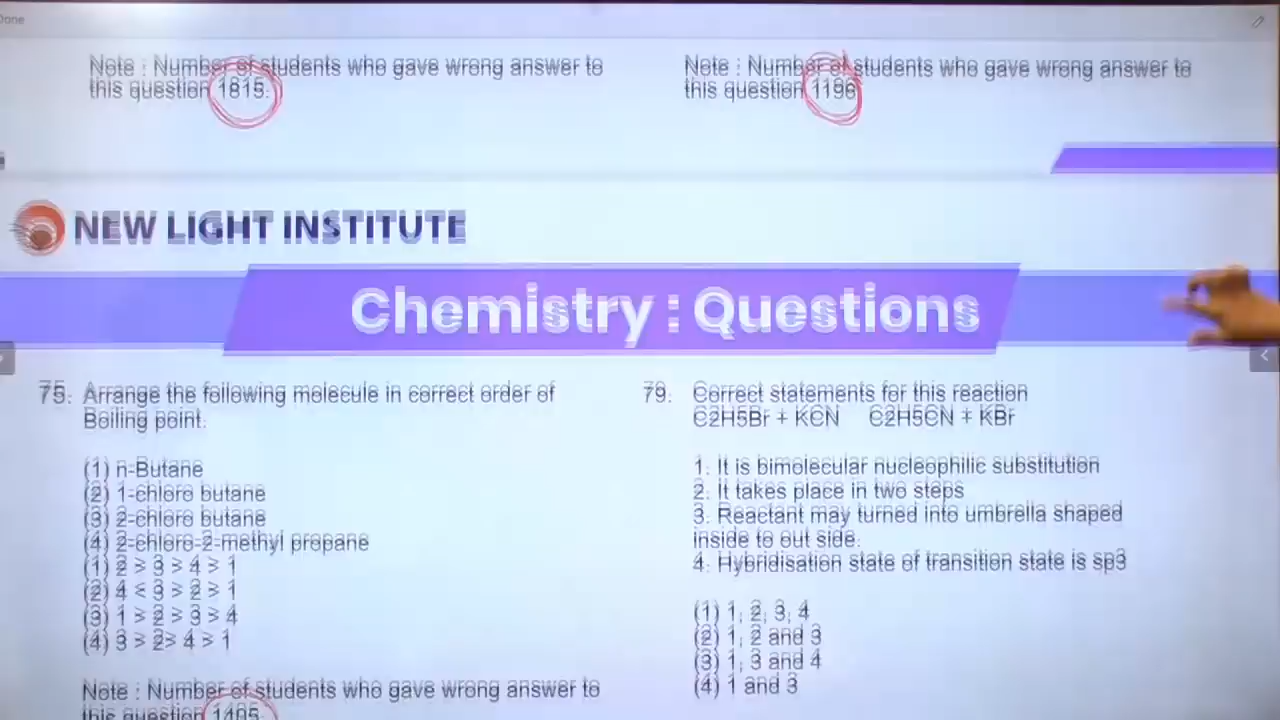 Done
Note : Number of students who gave wrong answer to
this question 1815.
Note : Number of students who gave wrong answer to
this question 1196
NEW LIGHT INSTITUTE
Chemistry : Questions
75. Arrange the following molecule in correct order of
Boiling point.
(1) n-Butane
(2) 1-chloro butane
(3) 2-chloro butane
(4) 2-chloro-2-methyl propane
(1) 2 > 3 > 4 > 1
(2) 4 < 3 > 2 > 1
(3) 1 > 2 > 3 > 4
(4) 3 > 2> 4 > 1
Note : Number of students who gave wrong answer to
this question 1405
79. Correct statements for this reaction
C2H5Br + KCN C2H5CN + KBr
1. It is bimolecular nucleophilic substitution
2. It takes place in two steps
3. Reactant may turned into umbrella shaped
inside to out side.
4. Hybridisation state of transition state is sp3
(1) 1, 2, 3, 4
(2) 1, 2 and 3
(3) 1, 3 and 4
(4) 1 and 3